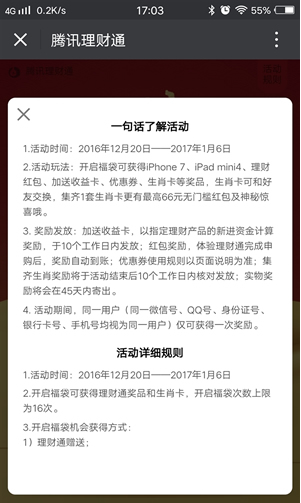 4G 0.2K/s 17:03 55%
腾讯理财通
一句话了解活动
1.活动时间：2016年12月20日——2017年1月6日
2.活动玩法：开启福袋可获得iPhone 7、iPad mini4、理财
红包、加送收益卡、优惠券、生肖卡等奖品，生肖卡可和好
友交换，集齐1套生肖卡更有最高66元无门槛红包及神秘惊
喜哦。
3. 奖励发放：加送收益卡，以指定理财产品的新进资金计算
奖励，于10个工作日内发放；红包奖励，体验理财通完成申
购后，奖励自动到账；优惠券使用规则以页面说明为准；集
齐生肖奖励将于活动结束后10个工作日内核对发放；实物奖
励将会在45天内寄出。
4. 活动期间，同一用户（同一微信号、QQ号、身份证号、
银行卡号、手机号均视为同一用户）仅可获得一次奖励。
活动详细规则
1.活动时间：2016年12月20日——2017年1月6日
2.开启福袋可获得理财通奖品和生肖卡，开启福袋次数上限
为16次。
3.开启福袋机会获得方式：
1）理财通赠送；